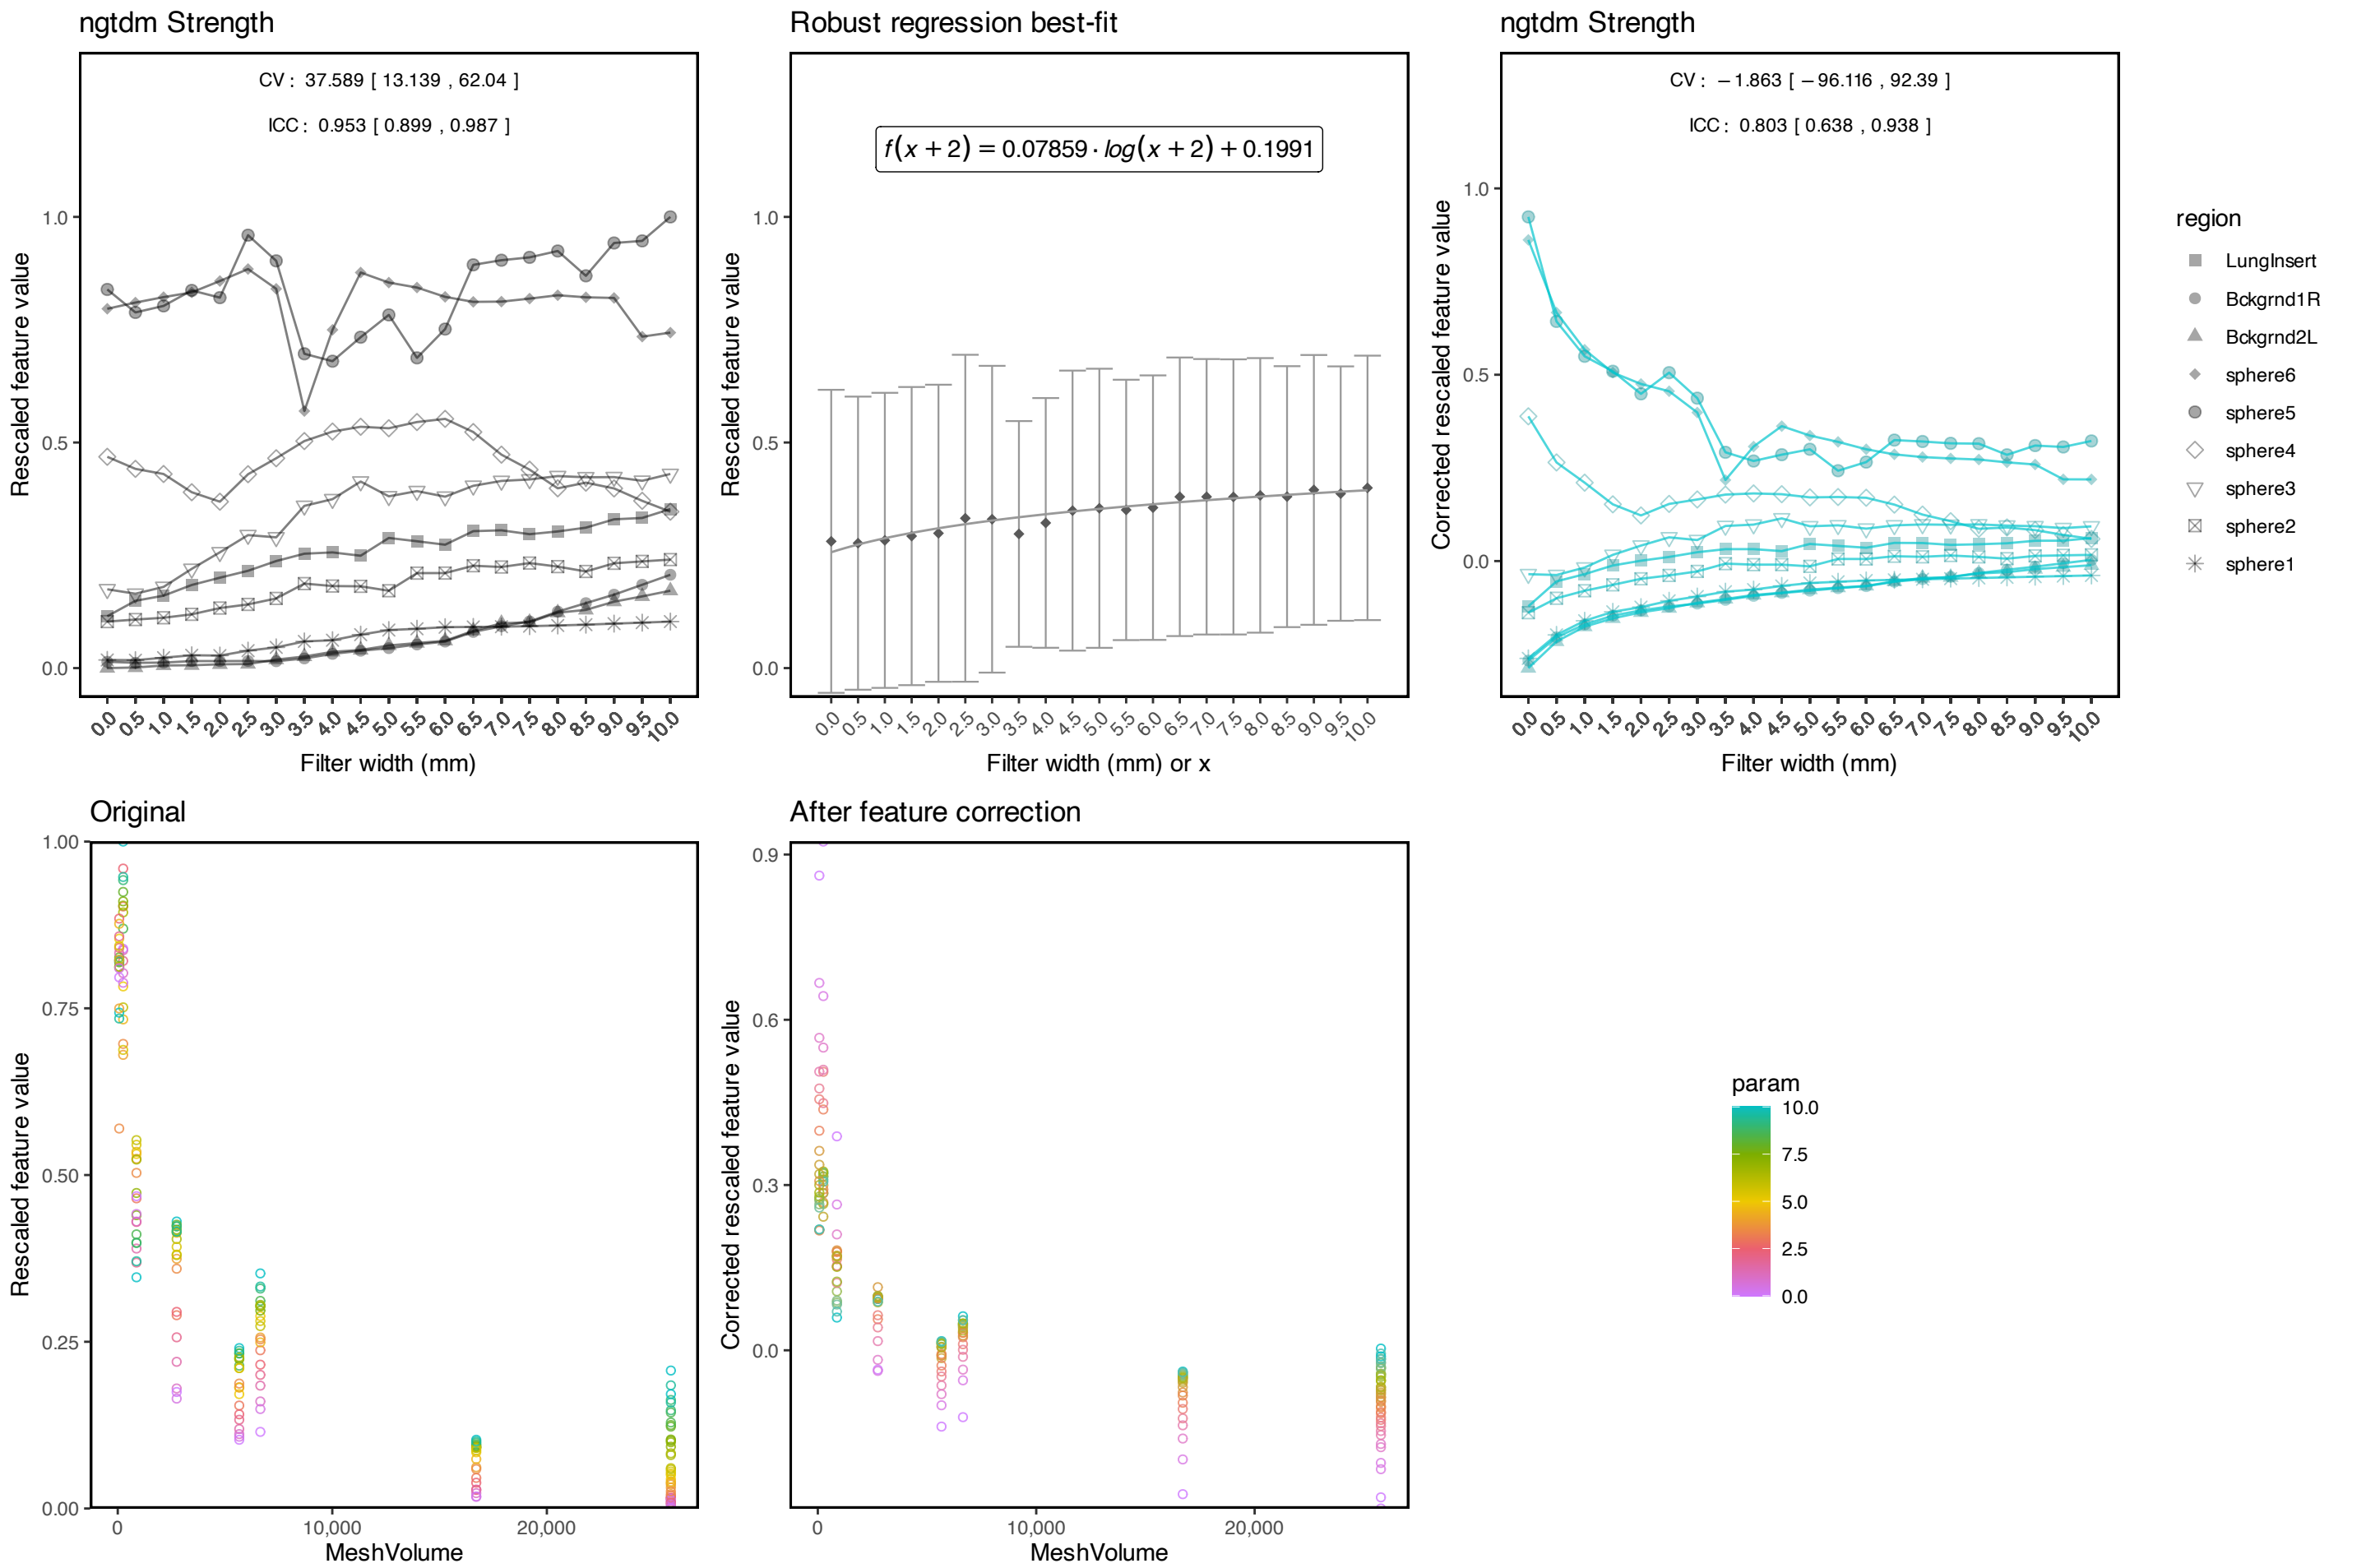 ngtdm Strength
CV : 37.589 [ 13.139 , 62.04 ]
ICC : 0.953 [ 0.899 , 0.987 ]
Rescaled feature value
1.0
0.5
0.0
0.0 0.5 1.0 1.5 2.0 2.5 3.0 3.5 4.0 4.5 5.0 5.5 6.0 6.5 7.0 7.5 8.0 8.5 9.0 9.5 10.0
Filter width (mm)
Robust regression best-fit
f(x + 2) = 0.07859 · log(x + 2) + 0.1991
Rescaled feature value
1.0
0.5
0.0
0.0 0.5 1.0 1.5 2.0 2.5 3.0 3.5 4.0 4.5 5.0 5.5 6.0 6.5 7.0 7.5 8.0 8.5 9.0 9.5 10.0
Filter width (mm) or x
ngtdm Strength
CV : −1.863 [ −96.116 , 92.39 ]
ICC : 0.803 [ 0.638 , 0.938 ]
Corrected rescaled feature value
1.0
0.5
0.0
0.0 0.5 1.0 1.5 2.0 2.5 3.0 3.5 4.0 4.5 5.0 5.5 6.0 6.5 7.0 7.5 8.0 8.5 9.0 9.5 10.0
Filter width (mm)
region
LungInsert
Bckgrnd1R
Bckgrnd2L
sphere6
sphere5
sphere4
sphere3
sphere2
sphere1
Original
Rescaled feature value
1.00
0.75
0.50
0.25
0.00
0 10,000 20,000
MeshVolume
After feature correction
Corrected rescaled feature value
0.9
0.6
0.3
0.0
0 10,000 20,000
MeshVolume
param
10.0
7.5
5.0
2.5
0.0